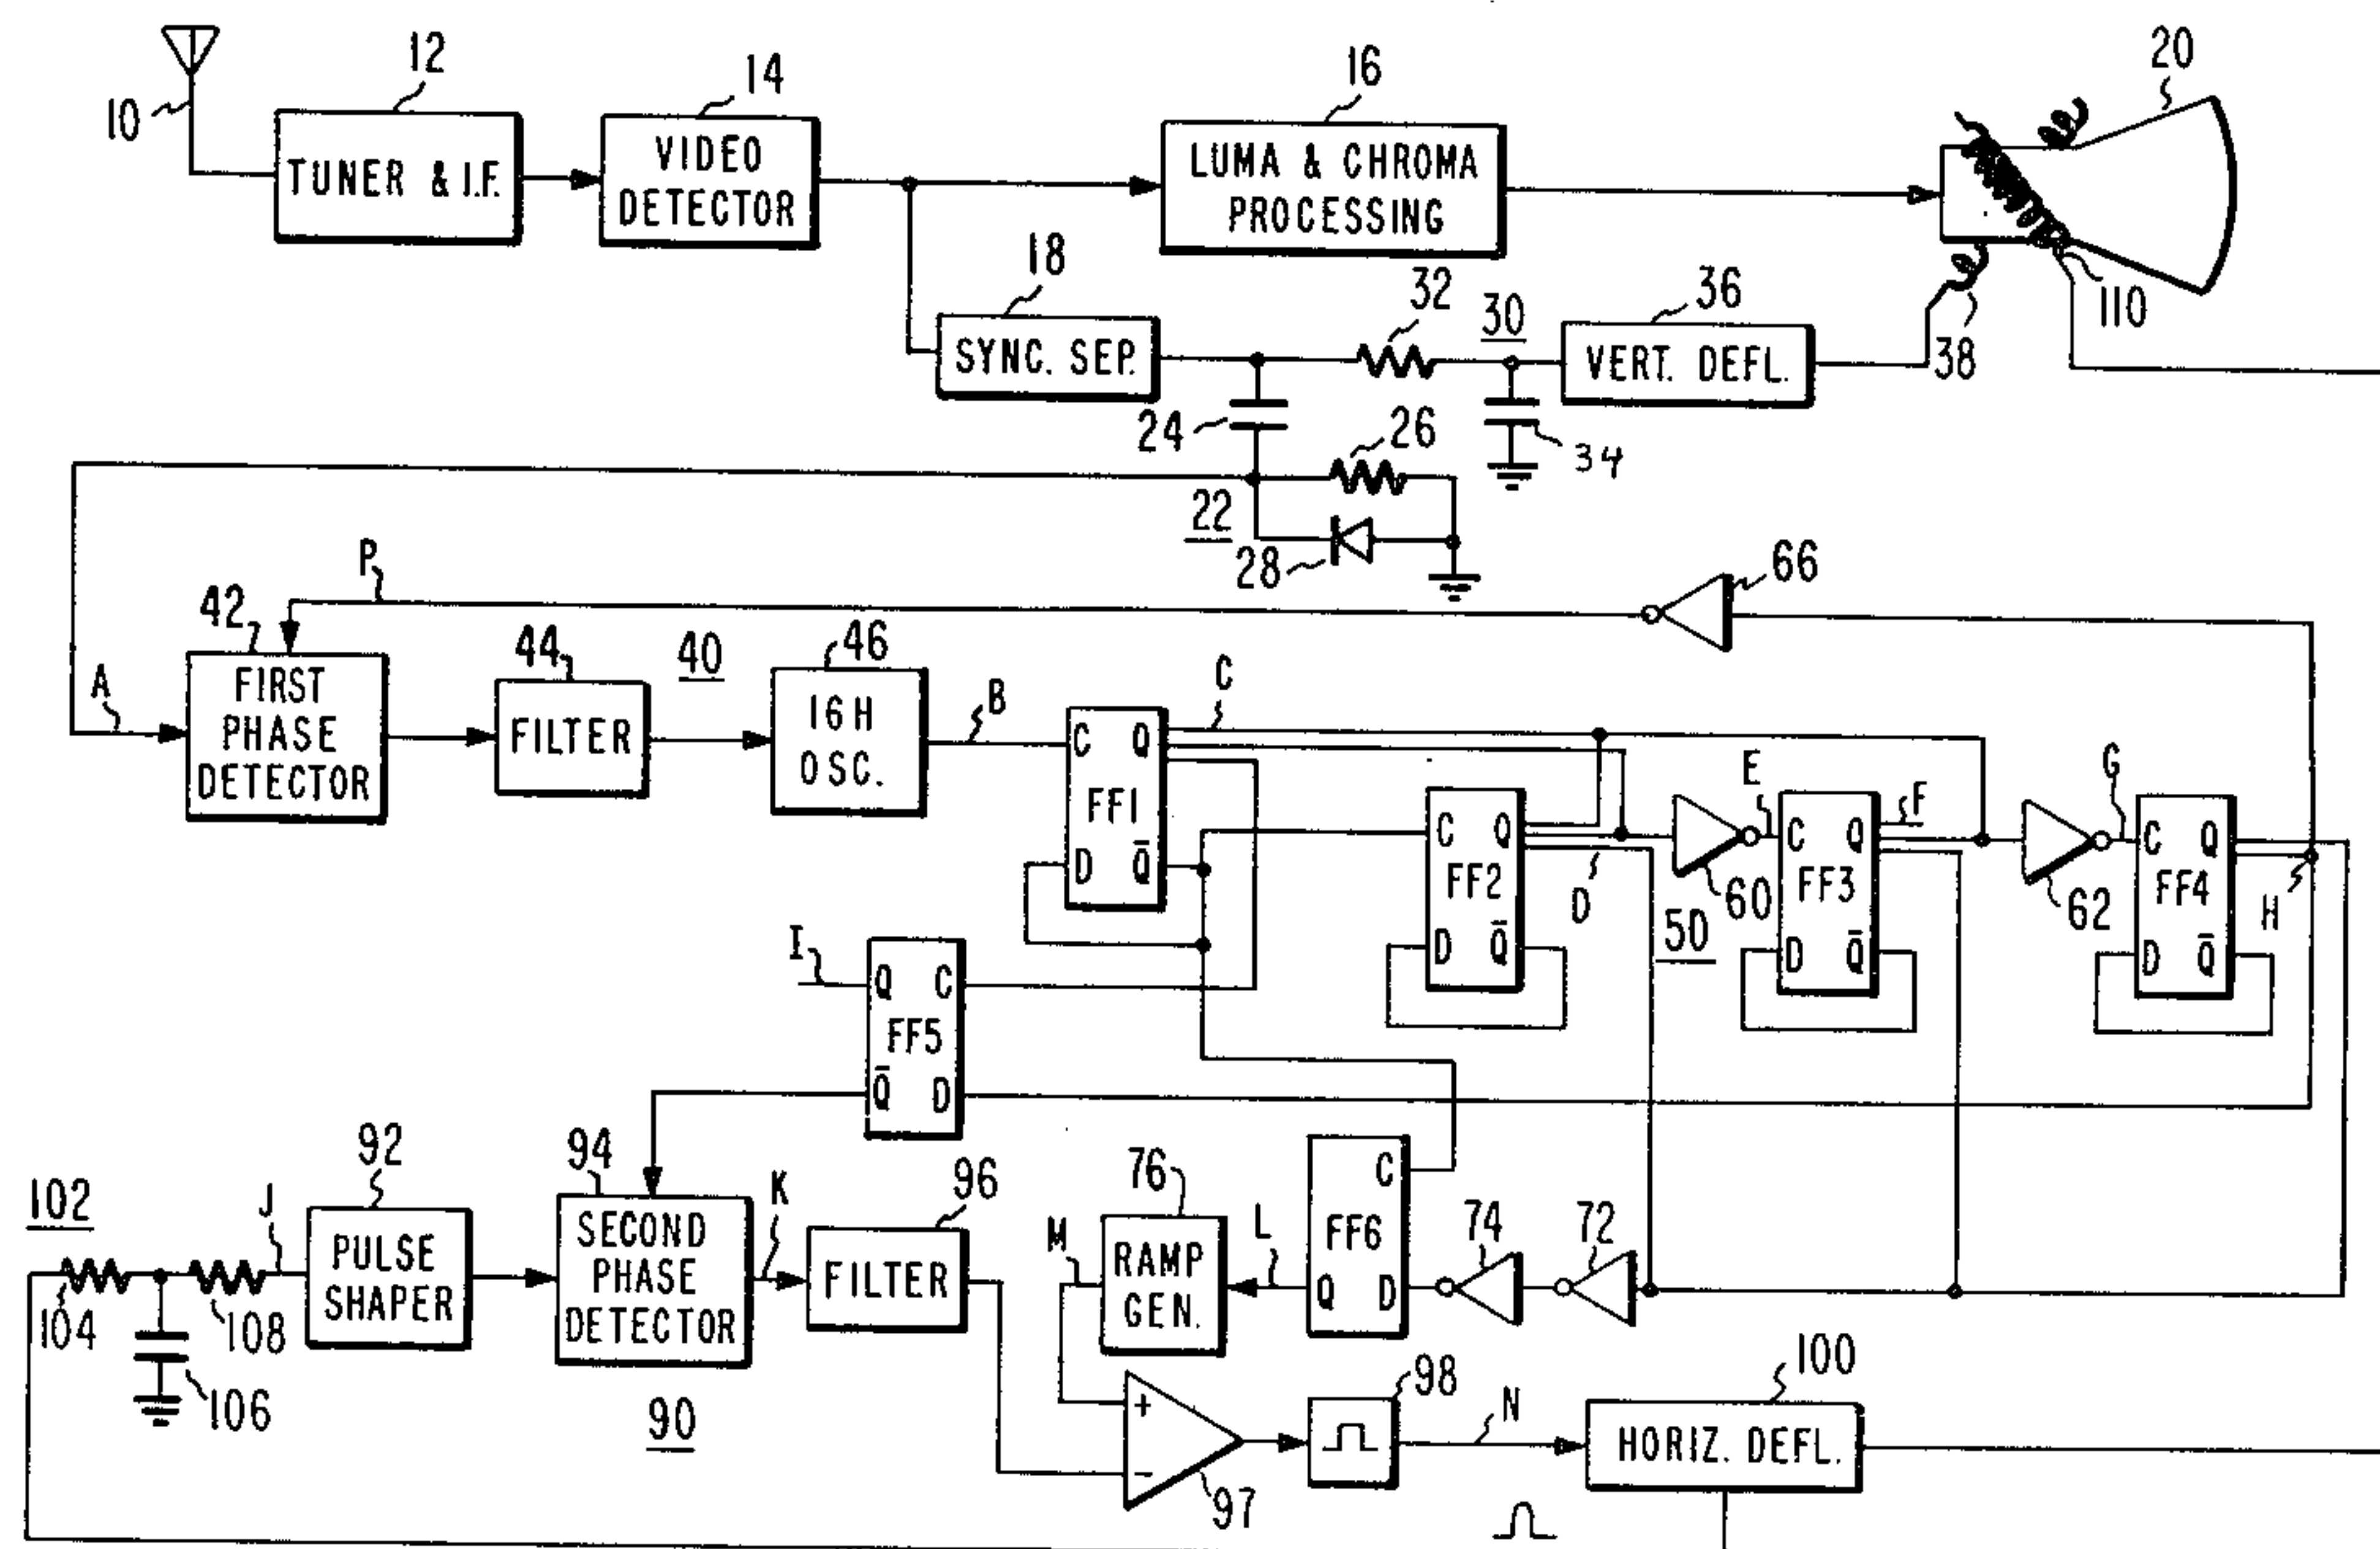 10
12
TUNER & I.F.
14
VIDEO
DETECTOR
16
LUMA & CHROMA
PROCESSING
20
110
38
18
SYNC. SEP.
32
30
36
VERT. DEFL.
24
26
34
22
28
P
66
42
A
FIRST
PHASE
DETECTOR
44
FILTER
40
46
16H
OSC.
B
C
C Q
FF1
D Q̄
C Q
FF2
D Q̄
D
E
60
50
C Q
FF3
D Q̄
F
G
62
C Q
FF4
D Q̄
H
I
Q C
FF5
Q̄ D
102
104
106
108
J
92
PULSE
SHAPER
94
SECOND
PHASE
DETECTOR
K
90
96
FILTER
M
76
RAMP
GEN.
L
C
FF6
Q D
74
72
+
-
97
98
N
100
HORIZ. DEFL.